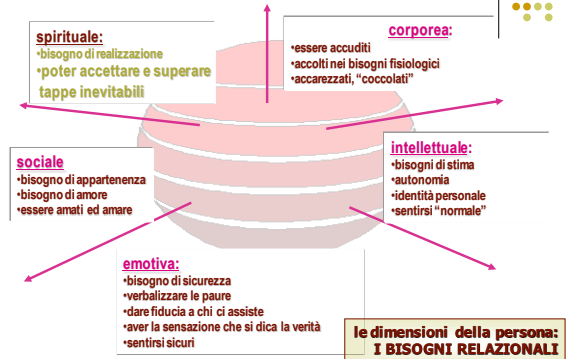 spirituale:
•bisogno di realizzazione
•poter accettare e superare
tappe inevitabili
corporea:
•essere accuditi
•accolti nei bisogni fisiologici
•accarezzati, “coccolati”
sociale
•bisogno di appartenenza
•bisogno di amore
•essere amati ed amare
intellettuale:
•bisogni di stima
•autonomia
•identità personale
•sentirsi “normale”
emotiva:
•bisogno di sicurezza
•verbalizzare le paure
•dare fiducia a chi ci assiste
•aver la sensazione che si dica la verità
•sentirsi sicuri
le dimensioni della persona:
I BISOGNI RELAZIONALI